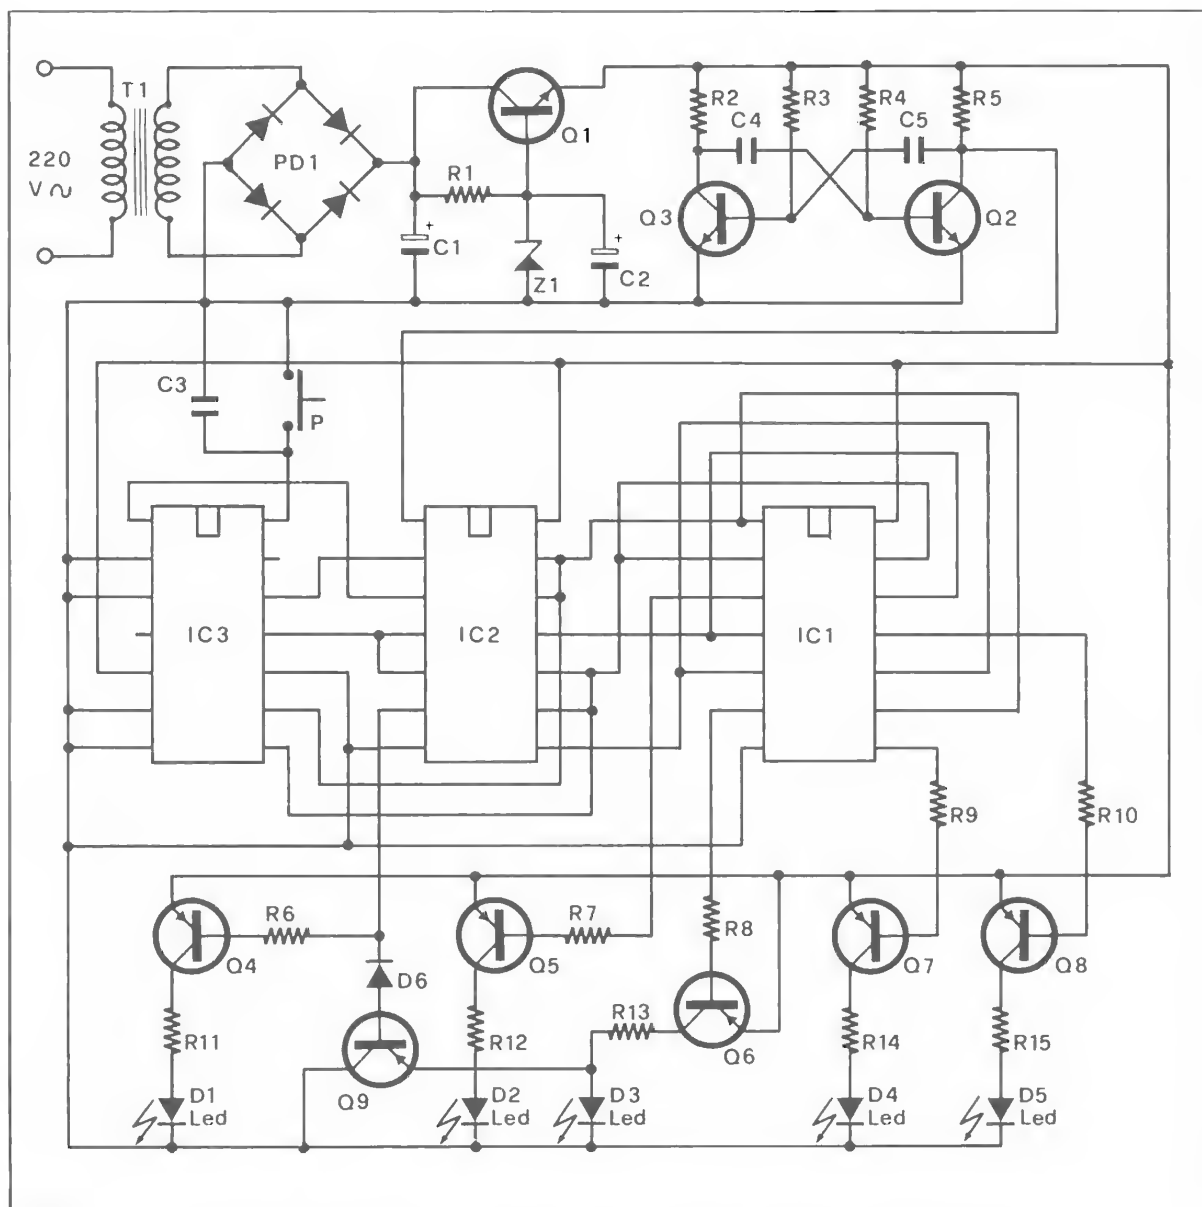 T1
220
V ~
PD1
Q1
R1
C1
+
Z1
C2
+
R2
R3
R4
R5
C4
C5
Q3
Q2
C3
P
IC3
IC2
IC1
R9
R10
Q4
R6
D6
Q5
R7
R8
Q6
Q7
Q8
R11
Q9
R12
R13
R14
R15
D1
Led
D2
Led
D3
Led
D4
Led
D5
Led